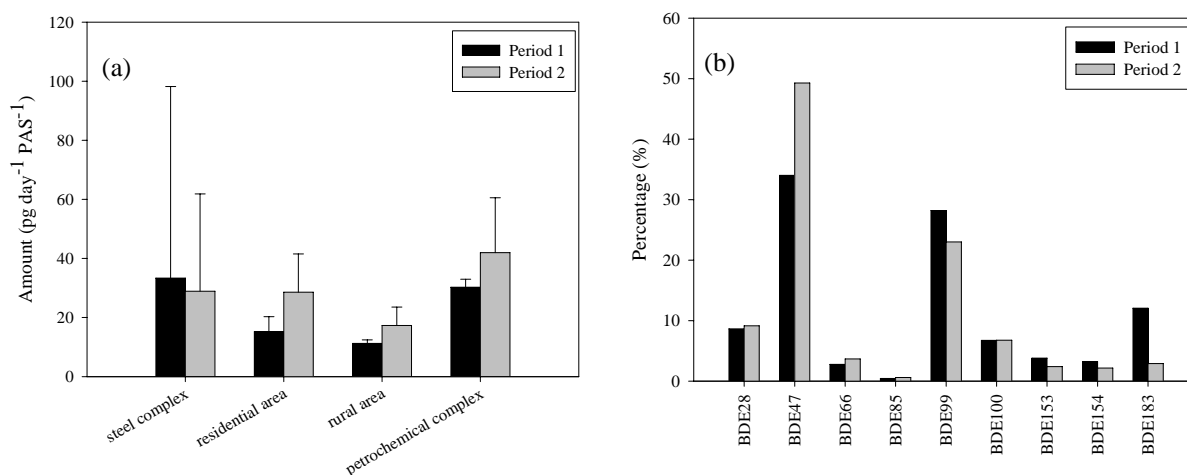 (a)
Amount (pg day⁻¹ PAS⁻¹)
120
100
80
60
40
20
0
Period 1
Period 2
steel complex
residential area
rural area
petrochemical complex
(b)
Percentage (%)
60
50
40
30
20
10
0
Period 1
Period 2
BDE28
BDE47
BDE66
BDE85
BDE99
BDE100
BDE153
BDE154
BDE183